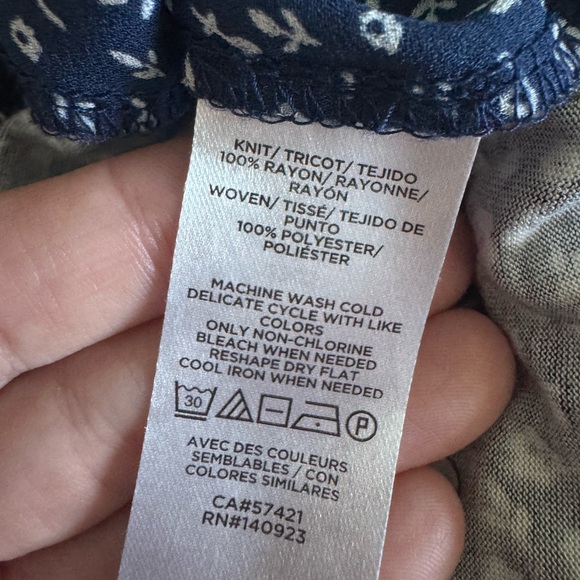 KNIT/ TRICOT/ TEJIDO
100% RAYON/ RAYONNE/
RAYÓN
WOVEN/ TISSÉ/ TEJIDO DE
PUNTO
100% POLYESTER/
POLIÉSTER
MACHINE WASH COLD
DELICATE CYCLE WITH LIKE
COLORS
ONLY NON-CHLORINE
BLEACH WHEN NEEDED
RESHAPE DRY FLAT
COOL IRON WHEN NEEDED
30 P
AVEC DES COULEURS
SEMBLABLES / CON
COLORES SIMILARES
CA#57421
RN#140923